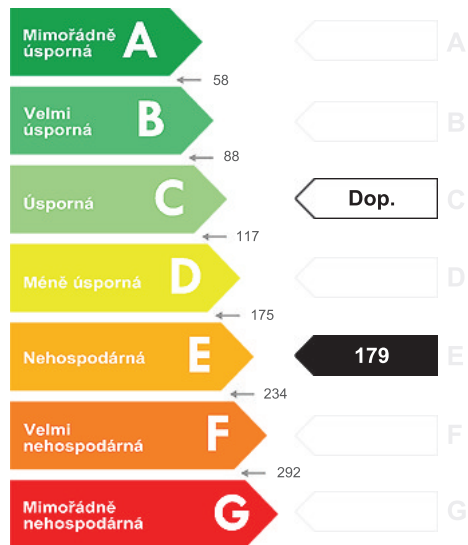 Mimořádně
úsporná
A
A
58
Velmi
úsporná
B
B
88
Úsporná
C
Dop.
C
117
Méně úsporná
D
D
175
Nehospodárná
E
179
E
234
Velmi
nehospodárná
F
F
292
Mimořádně
nehospodárná
G
G